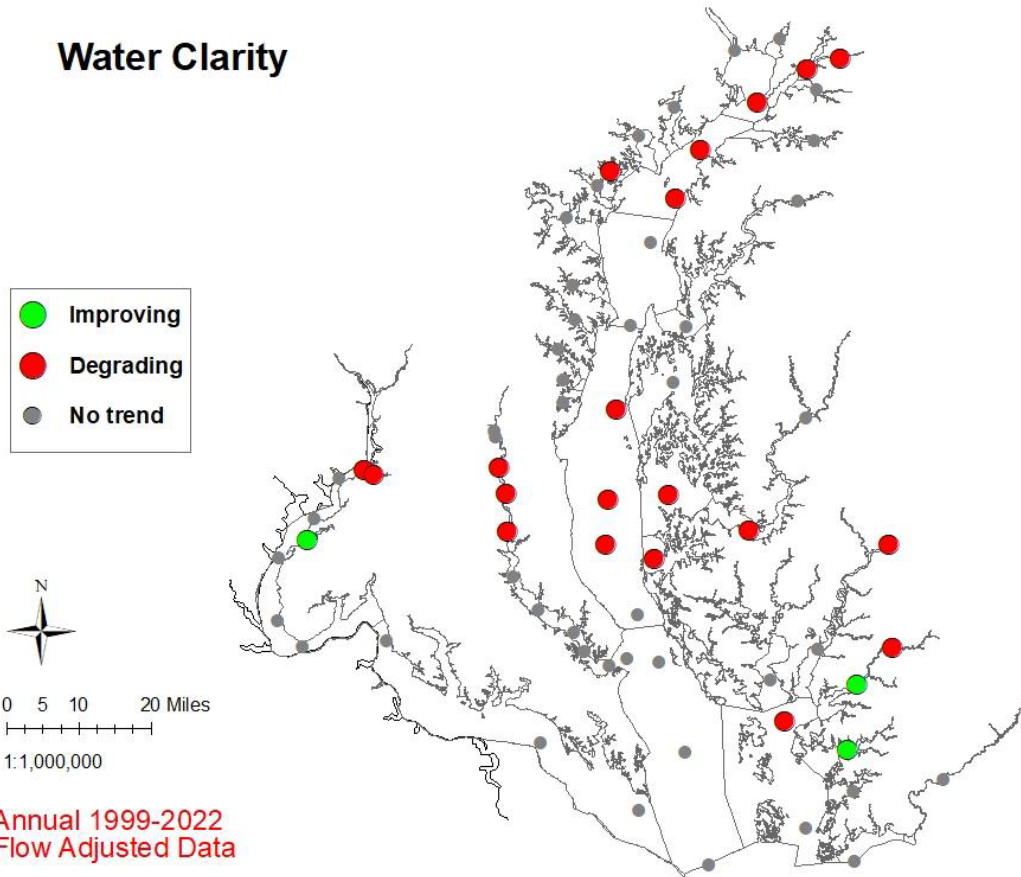 Water Clarity
Improving
Degrading
No trend
N
0 5 10 20 Miles
1:1,000,000
Annual 1999-2022
Flow Adjusted Data